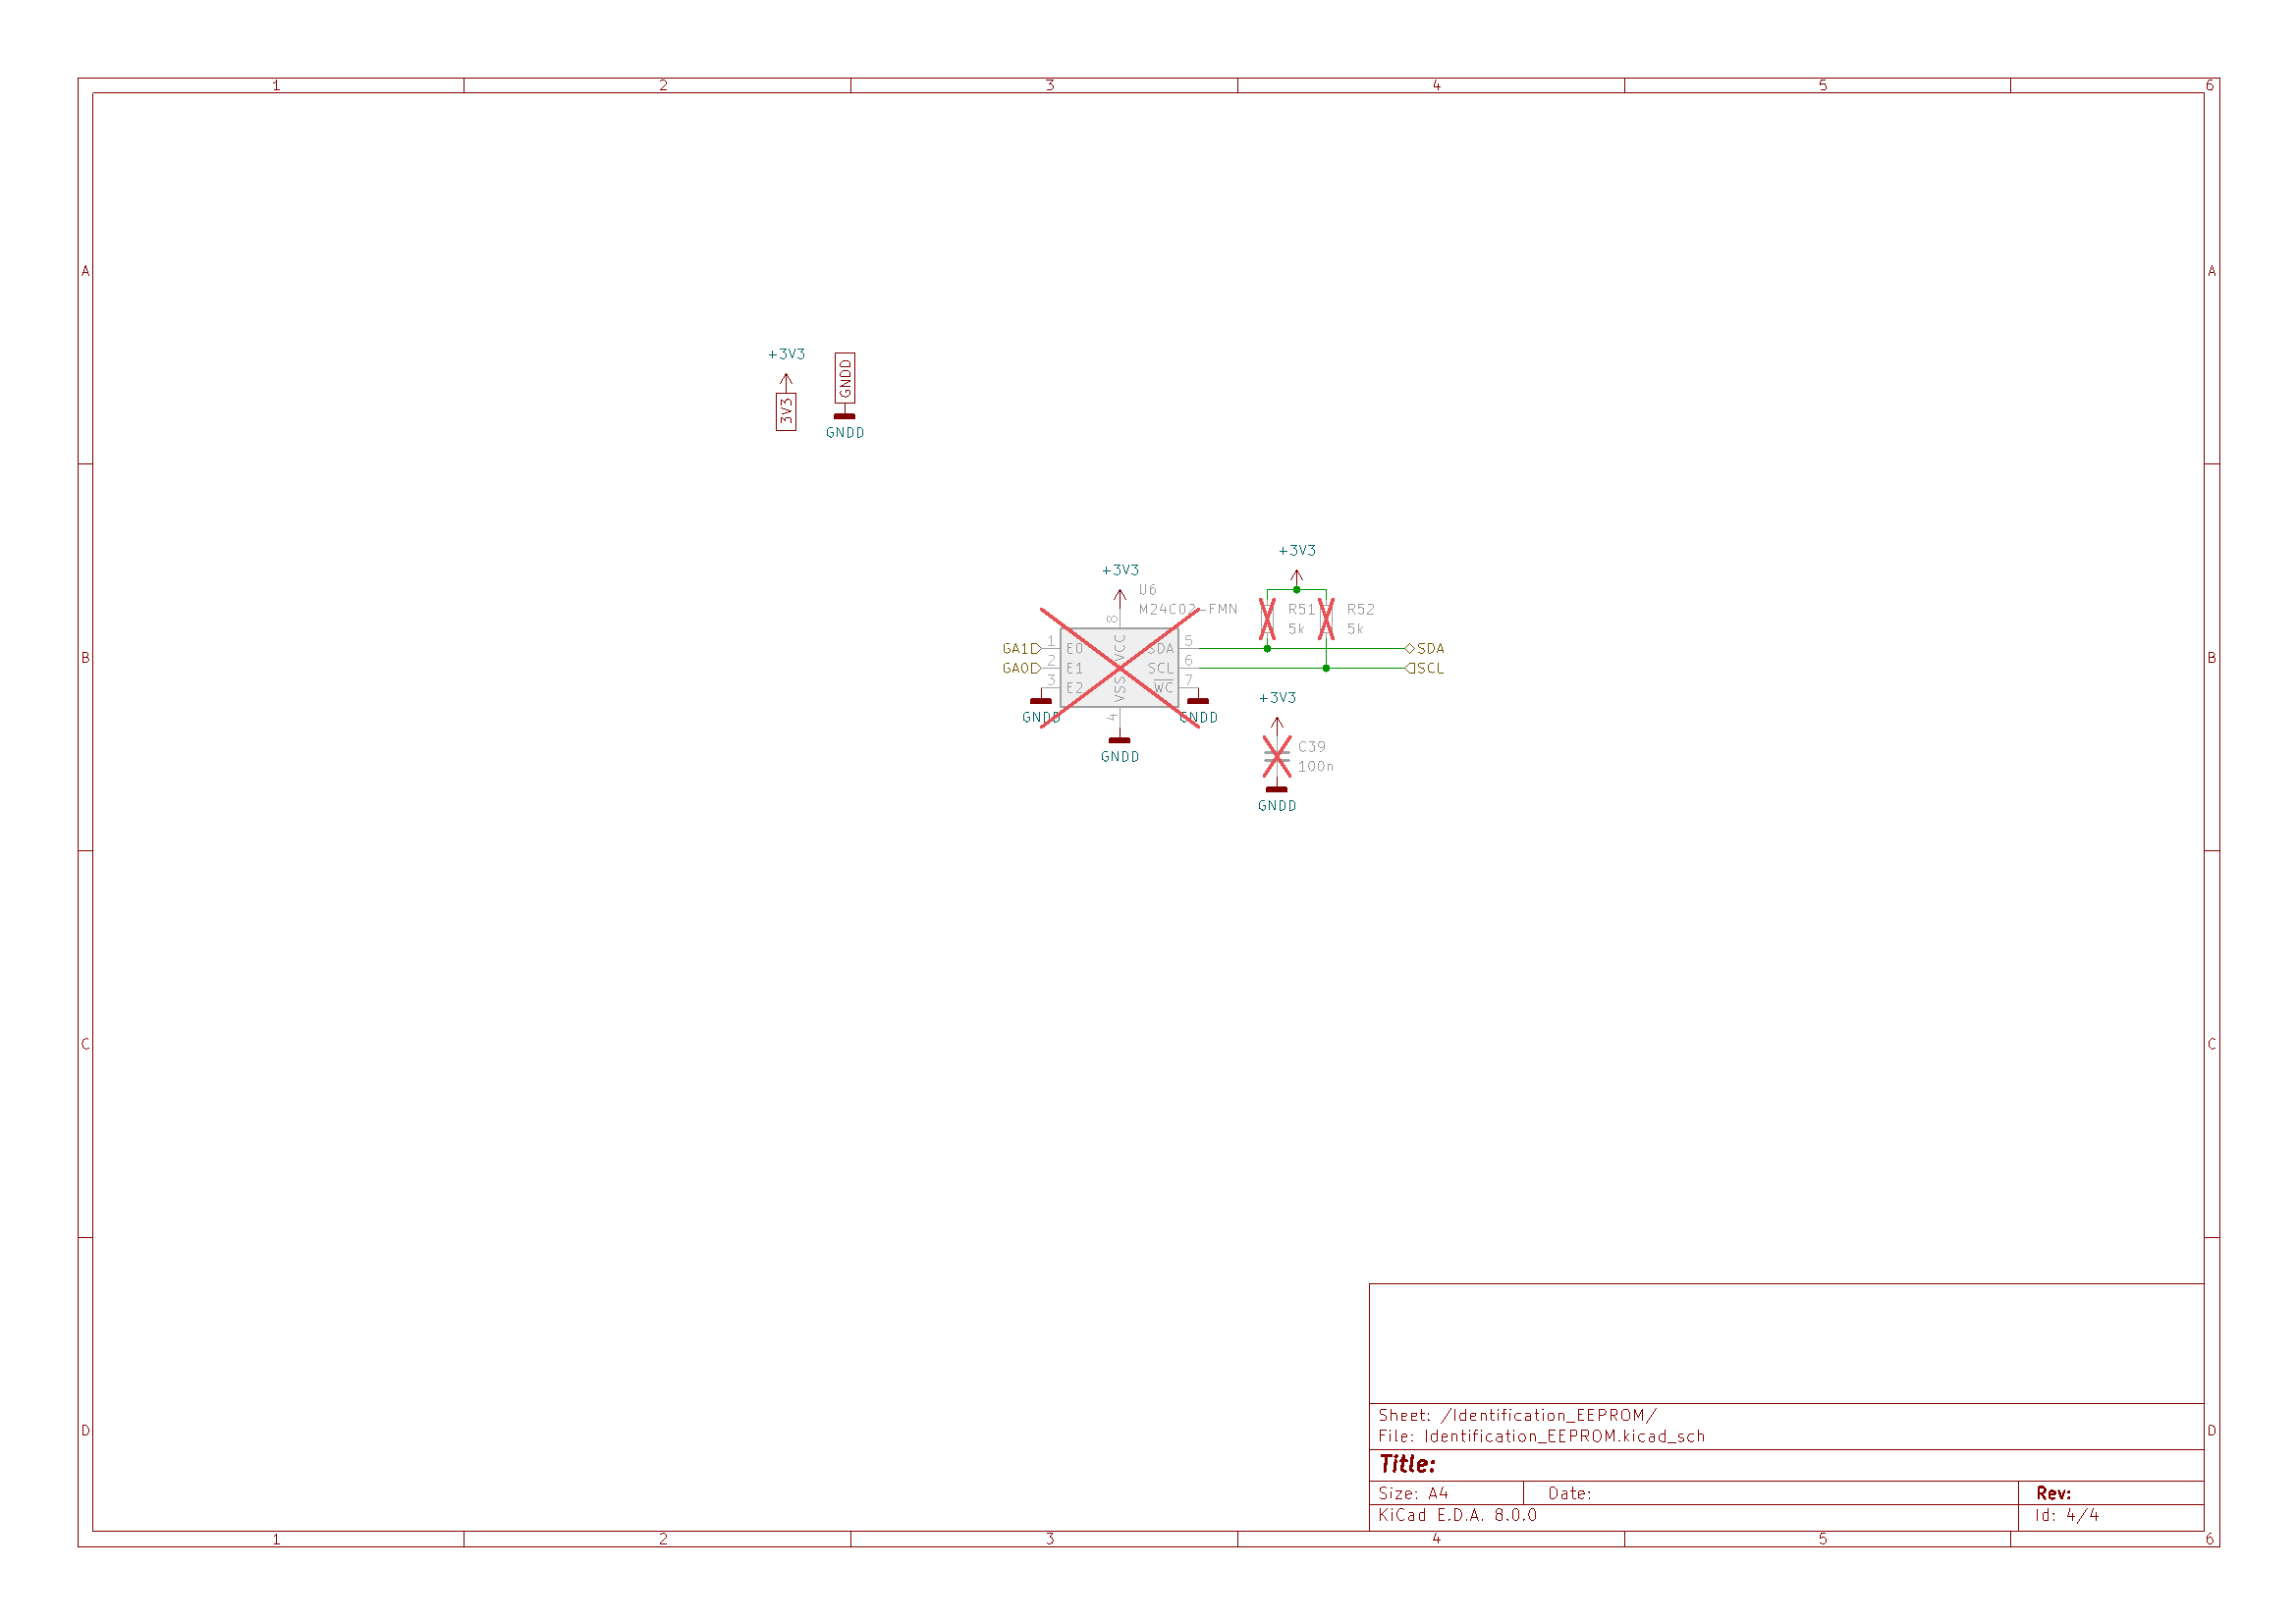 1 2 3 4 5 6
A A
+3V3
GNDD
3V3
GNDD
+3V3
+3V3
U6
M24C02-FMN
R51 R52
5k 5k
8
GA1 1 E0 VCC SDA 5 SDA
B B
GA0 2 E1 SCL 6 SCL
3 E2 VSS WC 7
GNDD GNDD
4
GNDD
+3V3
C39
100n
GNDD
C C
D D
Sheet: /Identification_EEPROM/
File: Identification_EEPROM.kicad_sch
Title:
Size: A4 Date: Rev:
KiCad E.D.A. 8.0.0 Id: 4/4
1 2 3 4 5 6